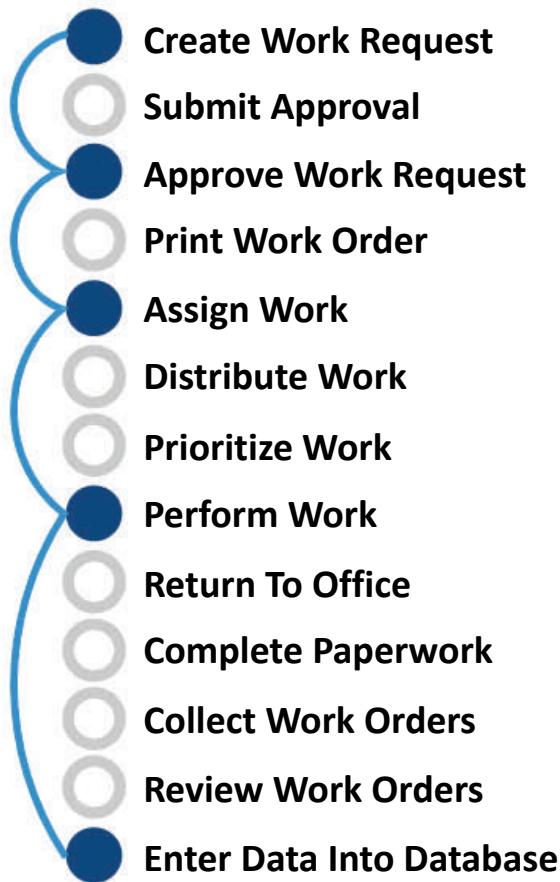 Create Work Request
Submit Approval
Approve Work Request
Print Work Order
Assign Work
Distribute Work
Prioritize Work
Perform Work
Return To Office
Complete Paperwork
Collect Work Orders
Review Work Orders
Enter Data Into Database